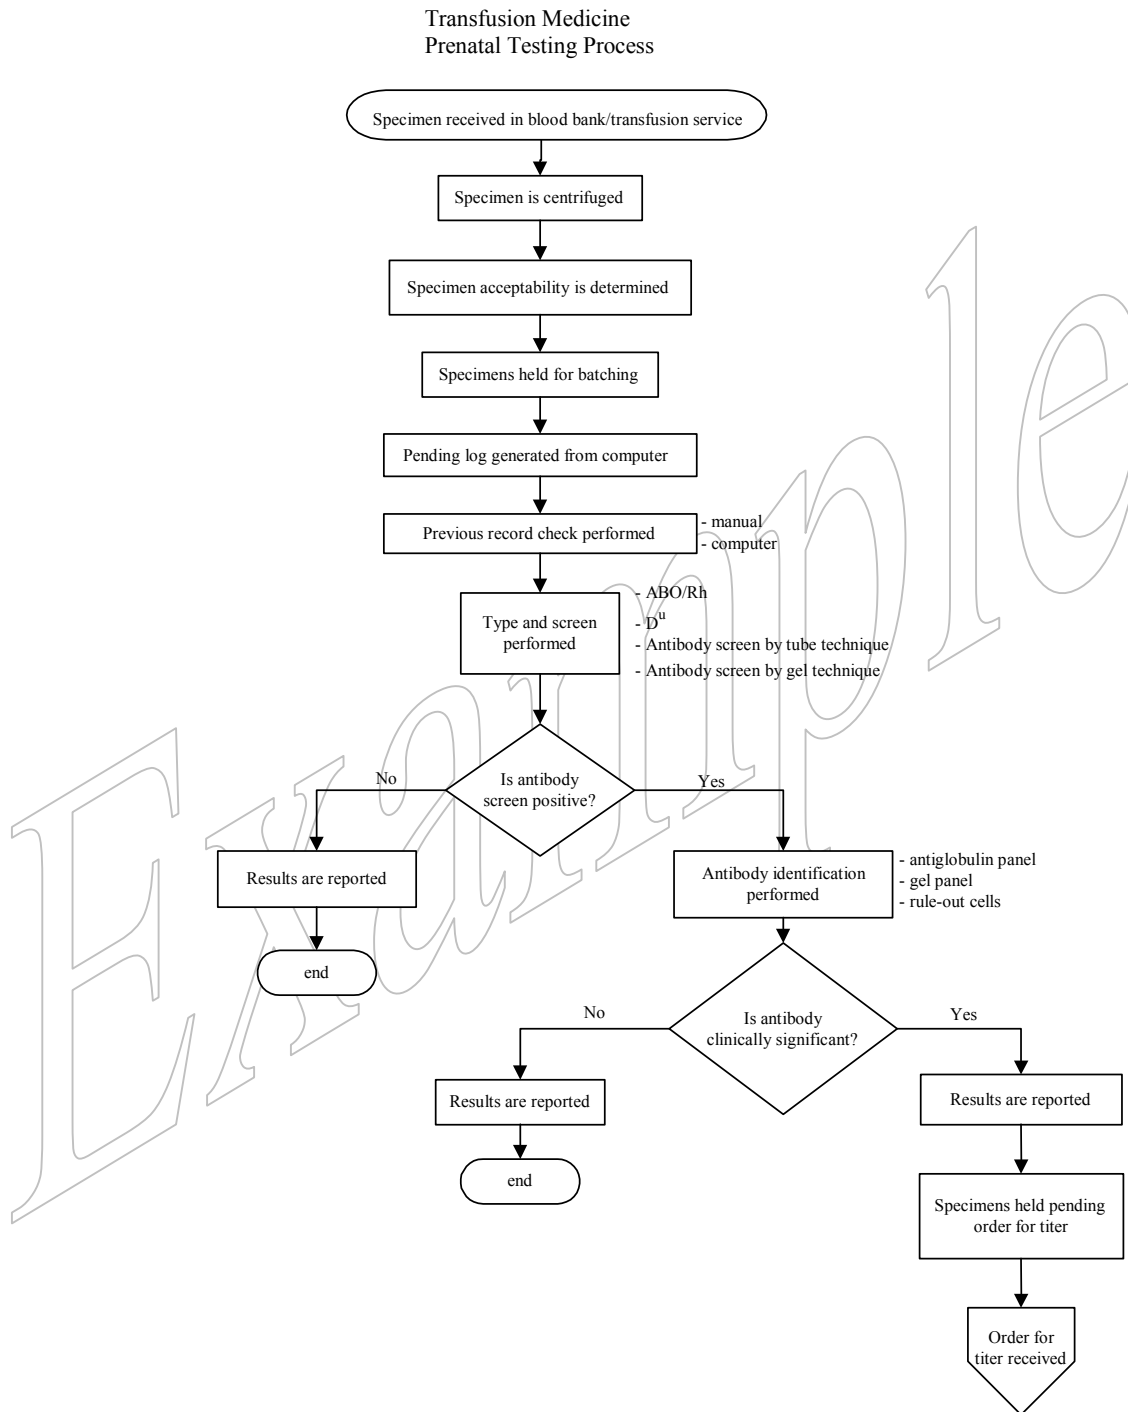 Transfusion Medicine
Prenatal Testing Process
Specimen received in blood bank/transfusion service
Specimen is centrifuged
Specimen acceptability is determined
Specimens held for batching
Pending log generated from computer
Previous record check performed
- manual
- computer
Type and screen
performed
- ABO/Rh
- Dᵘ
- Antibody screen by tube technique
- Antibody screen by gel technique
Is antibody
screen positive?
No
Yes
Results are reported
end
Antibody identification
performed
- antiglobulin panel
- gel panel
- rule-out cells
Is antibody
clinically significant?
No
Yes
Results are reported
end
Results are reported
Specimens held pending
order for titer
Order for
titer received
Example